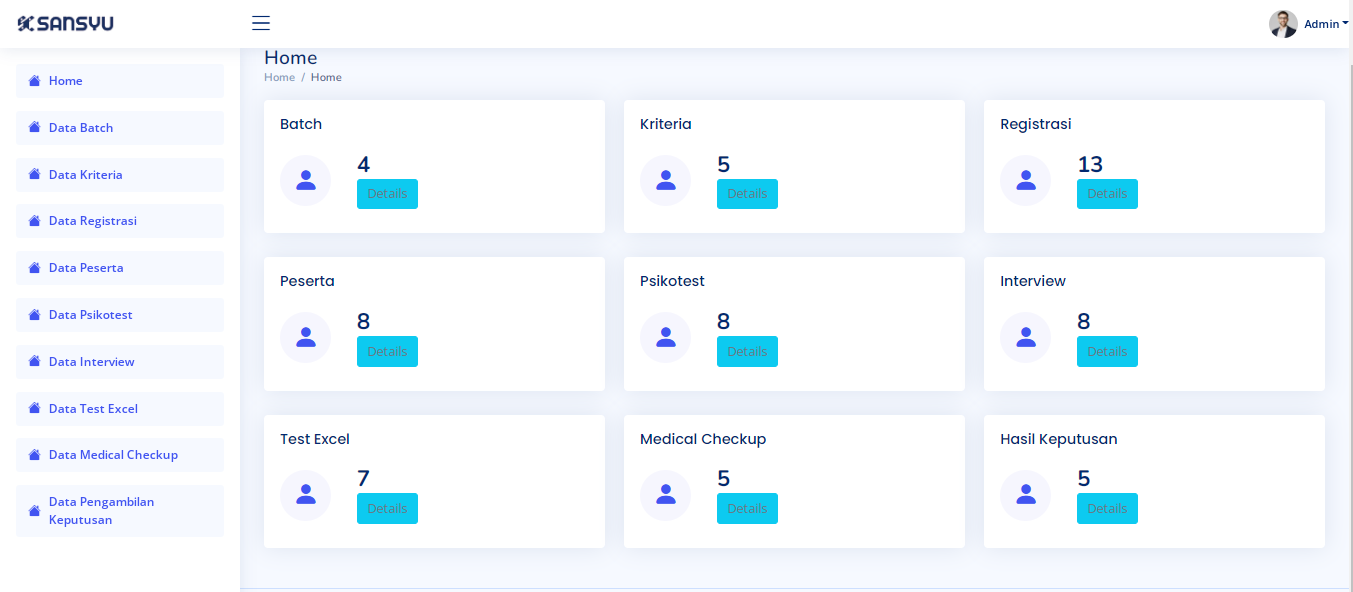 SANSYU
Admin
Home
Data Batch
Data Kriteria
Data Registrasi
Data Peserta
Data Psikotest
Data Interview
Data Test Excel
Data Medical Checkup
Data Pengambilan
Keputusan
Home
Home / Home
Batch
4
Details
Kriteria
5
Details
Registrasi
13
Details
Peserta
8
Details
Psikotest
8
Details
Interview
8
Details
Test Excel
7
Details
Medical Checkup
5
Details
Hasil Keputusan
5
Details